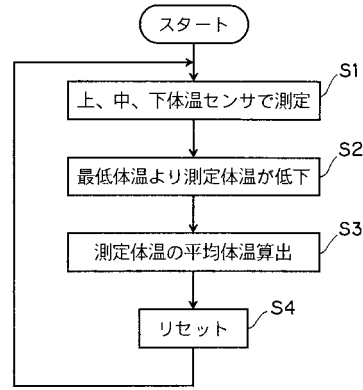 スタート
S1
上、中、下体温センサで測定
S2
最低体温より測定体温が低下
S3
測定体温の平均体温算出
S4
リセット